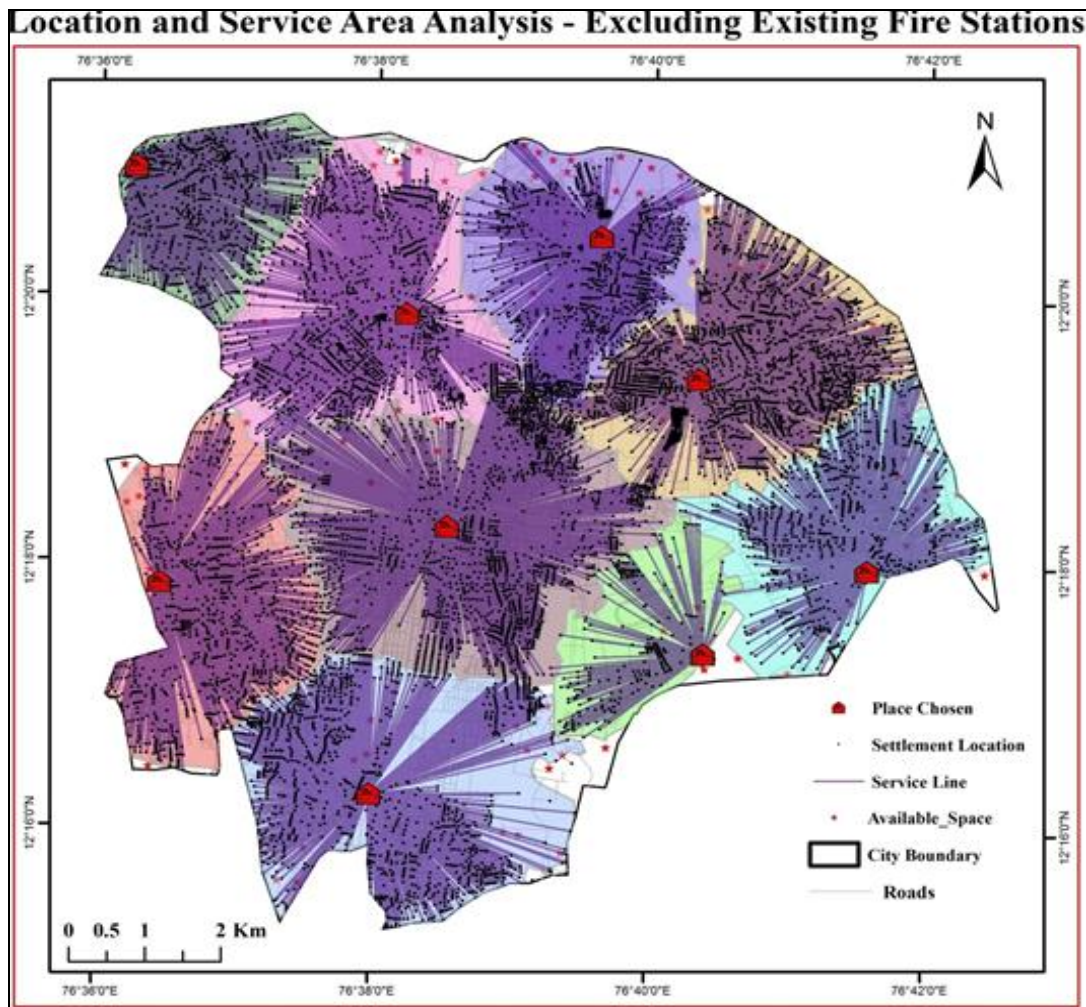 Location and Service Area Analysis - Excluding Existing Fire Stations
76°36'0"E 76°38'0"E 76°40'0"E 76°42'0"E
N
12°20'0"N 12°20'0"N
12°18'0"N 12°18'0"N
Place Chosen
Settlement Location
Service Line
Available_Space
City Boundary
Roads
12°16'0"N 12°16'0"N
0 0.5 1 2 Km
76°36'0"E 76°38'0"E 76°40'0"E 76°42'0"E